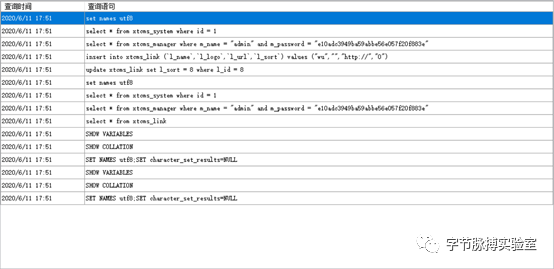 查询时间 查询语句
2020/6/11 17:51 set names utf8
2020/6/11 17:51 select * from xtcms_system where id = 1
2020/6/11 17:51 select * from xtcms_manager where m_name = "admin" and m_password = "e10adc3949ba59abbe56e057f20f883e"
2020/6/11 17:51 insert into xtcms_link (`l_name`,`l_logo`,`l_url`,`l_sort`) values ("wu","","http://","0")
2020/6/11 17:51 update xtcms_link set l_sort = 8 where l_id = 8
2020/6/11 17:51 set names utf8
2020/6/11 17:51 select * from xtcms_system where id = 1
2020/6/11 17:51 select * from xtcms_manager where m_name = "admin" and m_password = "e10adc3949ba59abbe56e057f20f883e"
2020/6/11 17:51 select * from xtcms_link
2020/6/11 17:51 SHOW VARIABLES
2020/6/11 17:51 SHOW COLLATION
2020/6/11 17:51 SET NAMES utf8;SET character_set_results=NULL
2020/6/11 17:51 SHOW VARIABLES
2020/6/11 17:51 SHOW COLLATION
2020/6/11 17:51 SET NAMES utf8;SET character_set_results=NULL
字节脉搏实验室